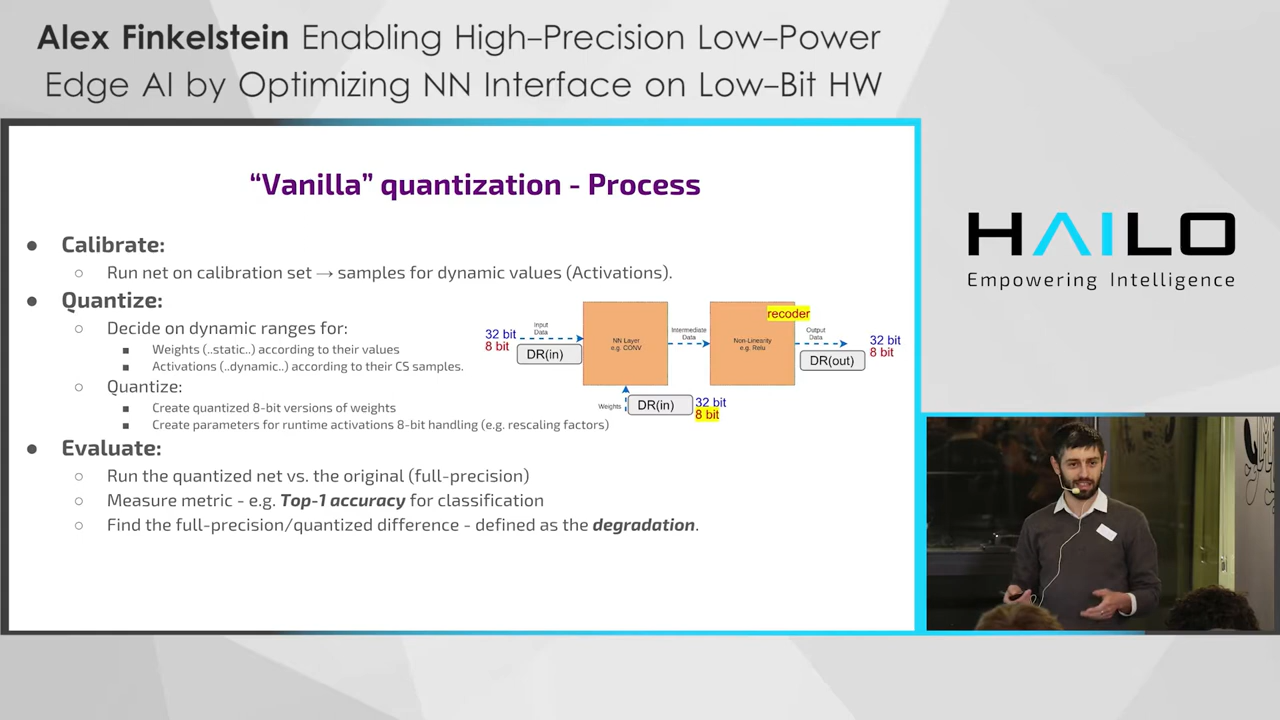 Alex Finkelstein Enabling High-Precision Low-Power
Edge AI by Optimizing NN Interface on Low-Bit HW
“Vanilla” quantization - Process
● Calibrate:
○ Run net on calibration set → samples for dynamic values (Activations).
● Quantize:
○ Decide on dynamic ranges for:
■ Weights (..static..) according to their values
■ Activations (..dynamic..) according to their CS samples.
○ Quantize:
■ Create quantized 8-bit versions of weights
■ Create parameters for runtime activations 8-bit handling (e.g. rescaling factors)
● Evaluate:
○ Run the quantized net vs. the original (full-precision)
○ Measure metric - e.g. Top-1 accuracy for classification
○ Find the full-precision/quantized difference - defined as the degradation.
32 bit
8 bit
Input
Data
DR(in)
NN Layer
e.g. CONV
Intermediate
Data
recoder
Non-Linearity
e.g. Relu
Output
Data
DR(out)
32 bit
8 bit
Weights
DR(in)
32 bit
8 bit
HAILO
Empowering Intelligence